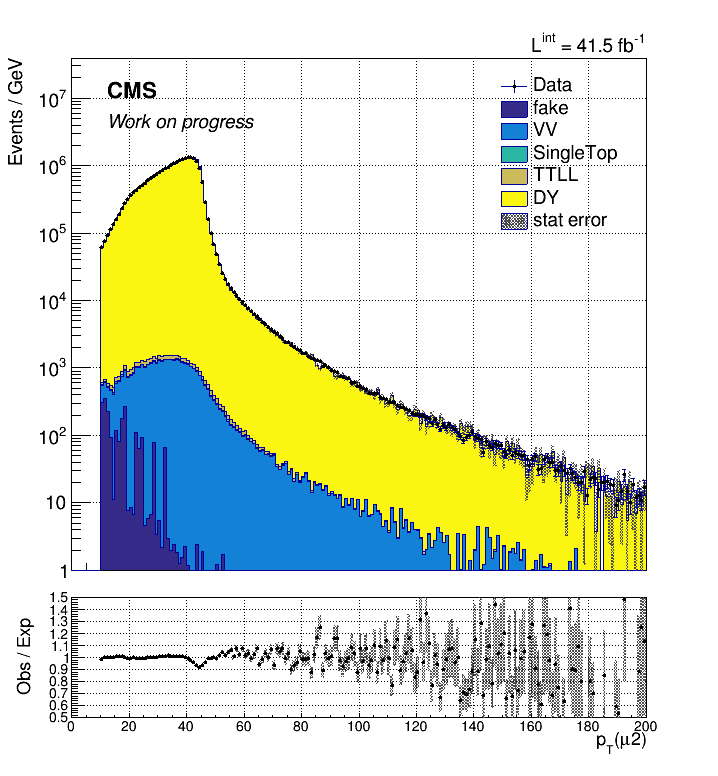 L^int = 41.5 fb^-1
Events / GeV
CMS
Work on progress
Data
fake
VV
SingleTop
TTLL
DY
stat error
10^7
10^6
10^5
10^4
10^3
10^2
10
1
Obs / Exp
1.5
1.4
1.3
1.2
1.1
1
0.9
0.8
0.7
0.6
0.5
0 20 40 60 80 100 120 140 160 180 200
p_T(μ2)